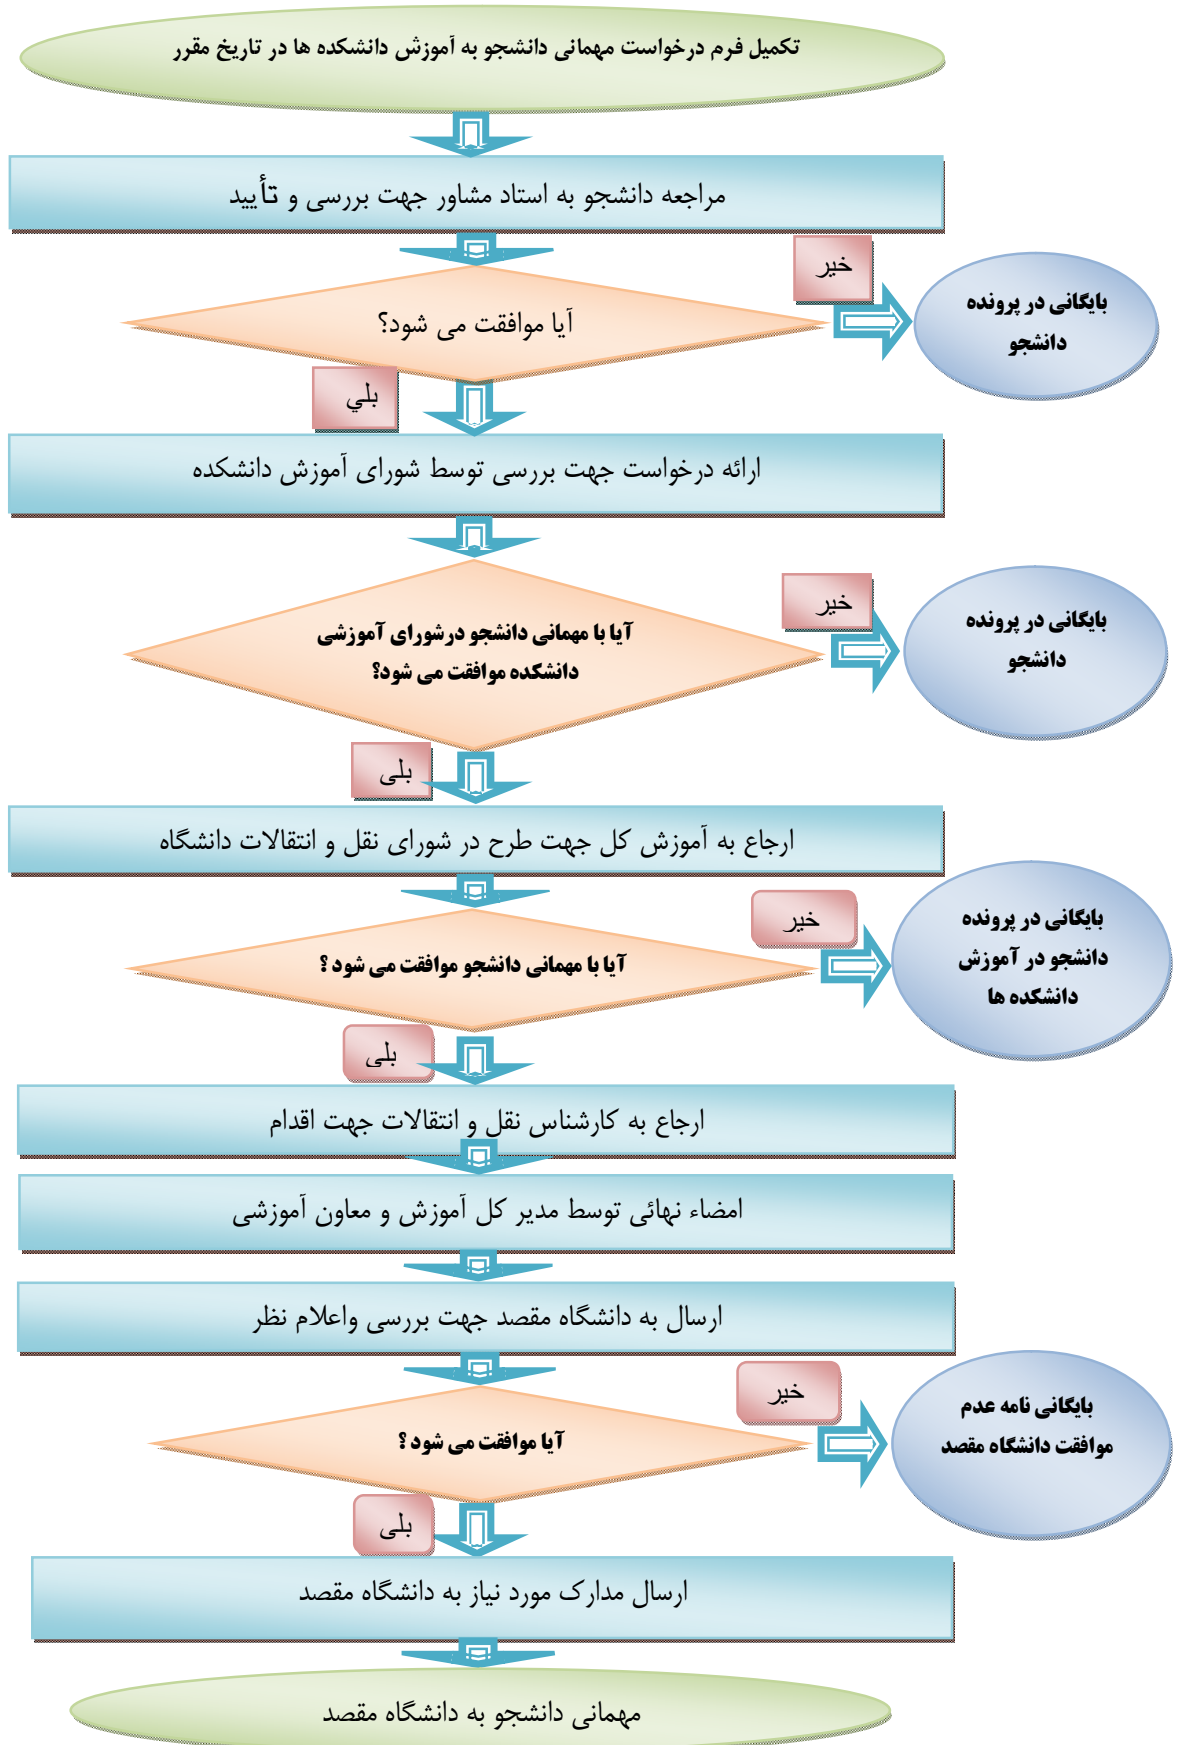 تکمیل فرم درخواست مهمانی دانشجو به آموزش دانشکده ها در تاریخ مقرر
مراجعه دانشجو به استاد مشاور جهت بررسی و تأیید
خیر
بایگانی در پرونده
دانشجو
آیا موافقت می شود؟
بلي
ارائه درخواست جهت بررسی توسط شورای آموزش دانشکده
خیر
بایگانی در پرونده
دانشجو
آیا با مهمانی دانشجو درشورای آموزشی
دانشکده موافقت می شود؟
بلی
ارجاع به آموزش کل جهت طرح در شورای نقل و انتقالات دانشگاه
خیر
بایگانی در پرونده
دانشجو در آموزش
دانشکده ها
آیا با مهمانی دانشجو موافقت می شود ؟
بلی
ارجاع به کارشناس نقل و انتقالات جهت اقدام
امضاء نهائی توسط مدیر کل آموزش و معاون آموزشی
ارسال به دانشگاه مقصد جهت بررسی واعلام نظر
خیر
بایگانی نامه عدم
موافقت دانشگاه مقصد
آیا موافقت می شود ؟
بلی
ارسال مدارک مورد نیاز به دانشگاه مقصد
مهمانی دانشجو به دانشگاه مقصد